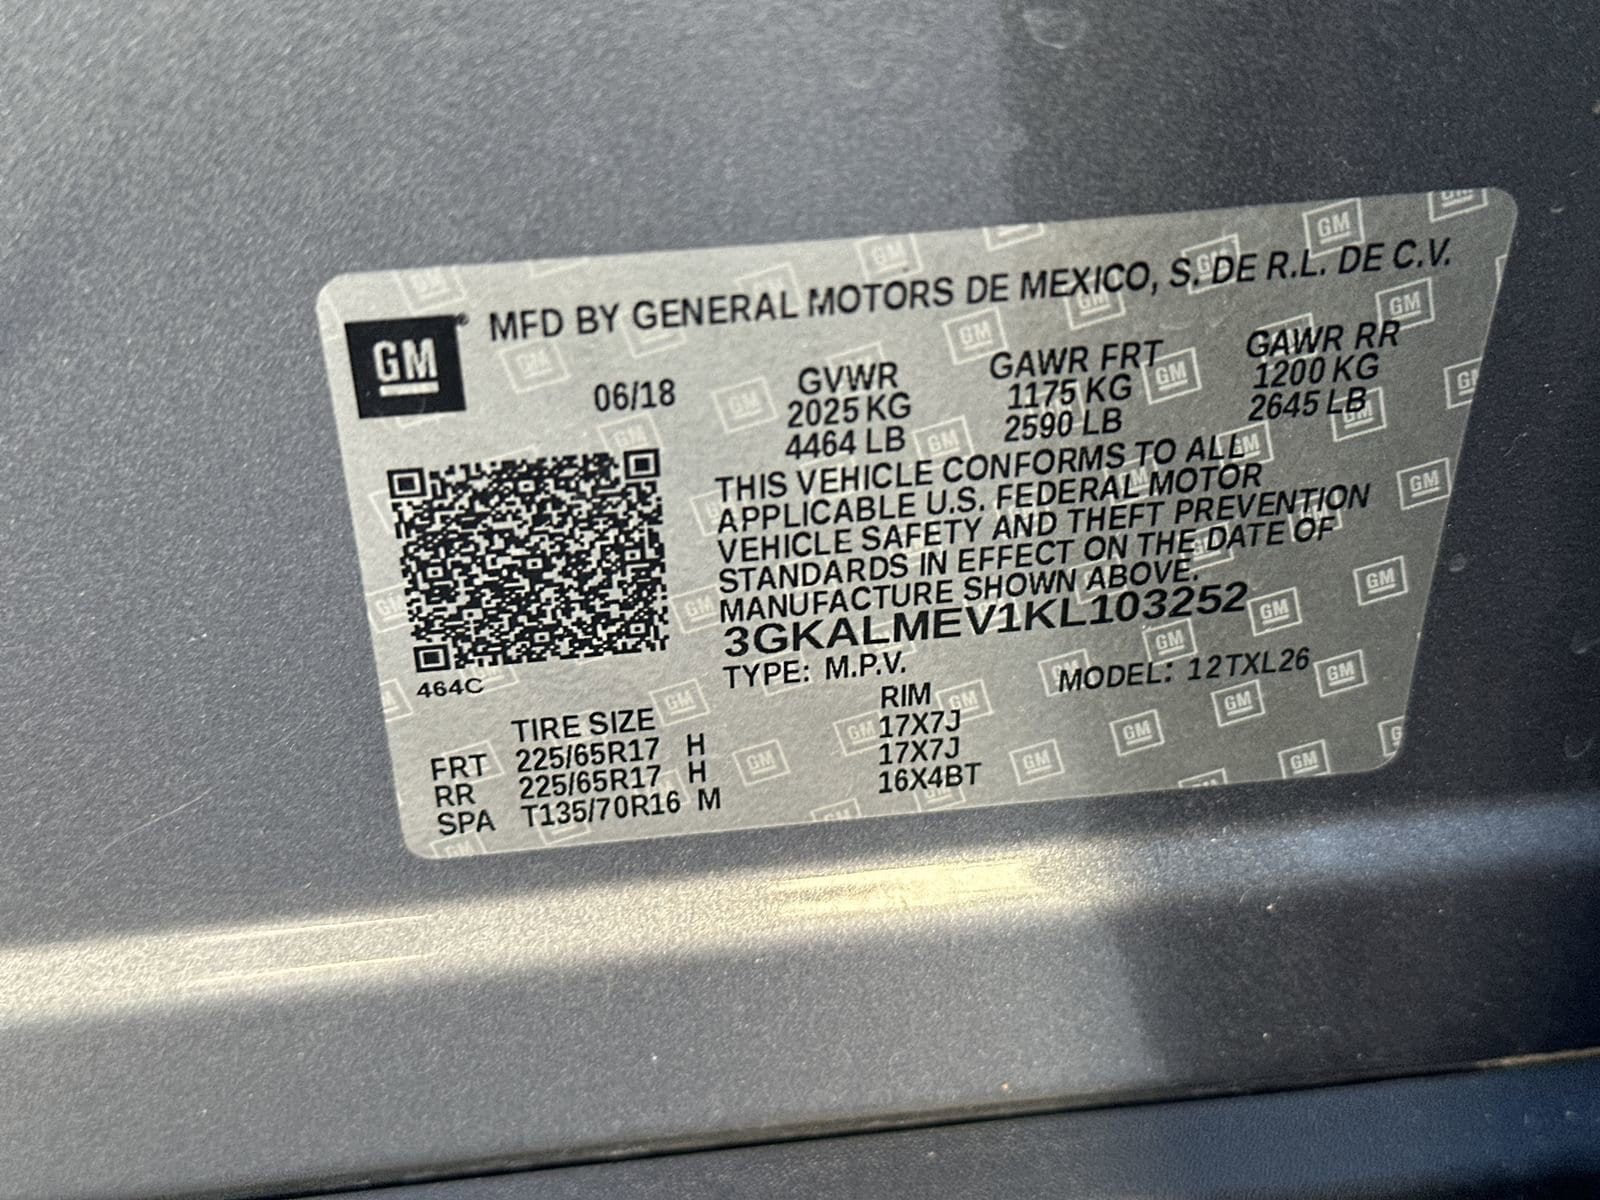 GM® MFD BY GENERAL MOTORS DE MEXICO, S. DE R.L. DE C.V.
06/18
GVWR
2025 KG
4464 LB
GAWR FRT
1175 KG
2590 LB
GAWR RR
1200 KG
2645 LB
THIS VEHICLE CONFORMS TO ALL
APPLICABLE U.S. FEDERAL MOTOR
VEHICLE SAFETY AND THEFT PREVENTION
STANDARDS IN EFFECT ON THE DATE OF
MANUFACTURE SHOWN ABOVE.
3GKALMEV1KL103252
TYPE: M.P.V. MODEL: 12TXL26
464C
TIRE SIZE RIM
FRT 225/65R17 H 17X7J
RR 225/65R17 H 17X7J
SPA T135/70R16 M 16X4BT